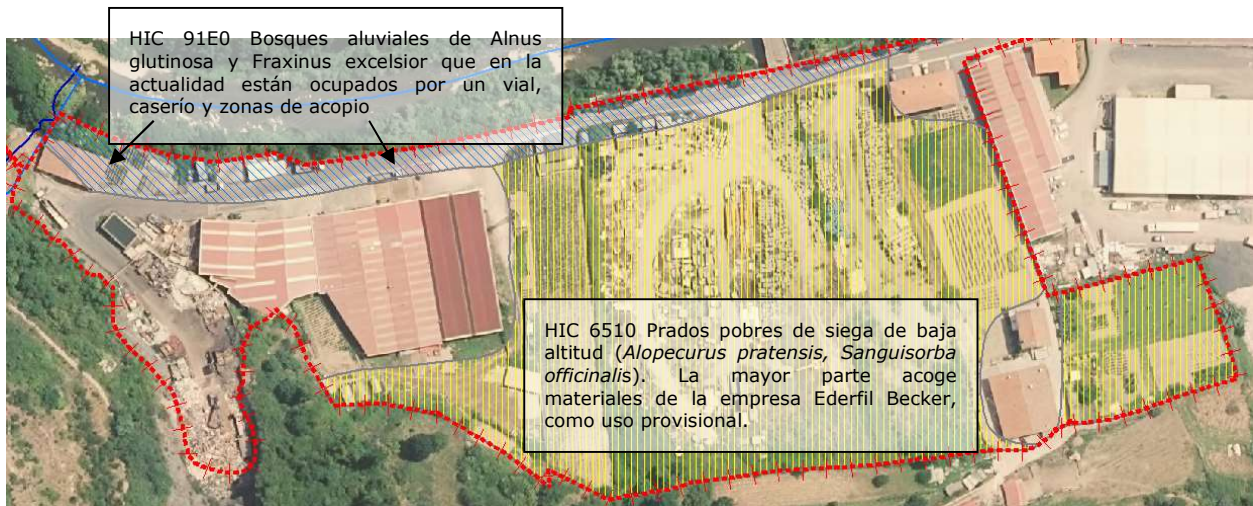 HIC 91E0 Bosques aluviales de Alnus
glutinosa y Fraxinus excelsior que en la
actualidad están ocupados por un vial,
caserío y zonas de acopio
HIC 6510 Prados pobres de siega de baja
altitud (Alopecurus pratensis, Sanguisorba
officinalis). La mayor parte acoge
materiales de la empresa Ederfil Becker,
como uso provisional.